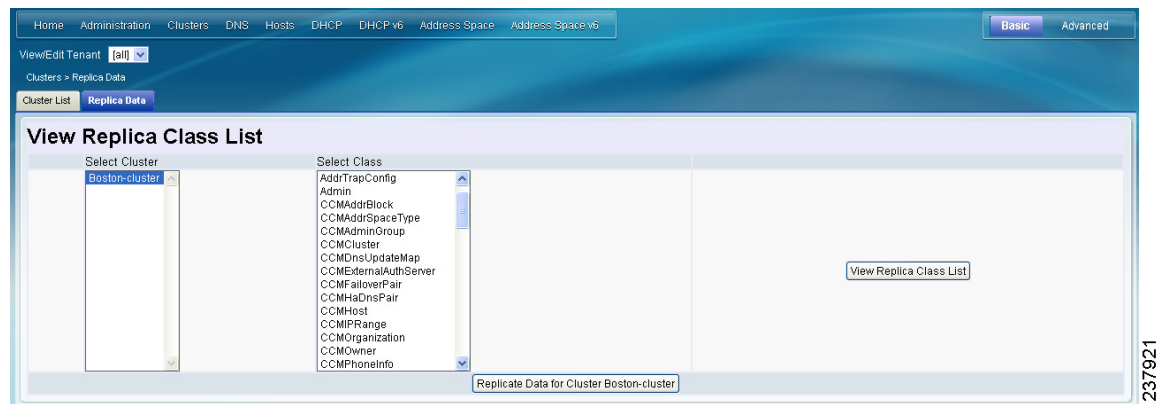 Home Administration Clusters DNS Hosts DHCP DHCP v6 Address Space Address Space v6 Basic Advanced
View/Edit Tenant [all]
Clusters > Replica Data
Cluster List Replica Data
View Replica Class List
Select Cluster Select Class
Boston-cluster AddrTrapConfig
Admin
CCMAddrBlock
CCMAddrSpaceType
CCMAdminGroup
CCMCluster
CCMDnsUpdateMap
CCMExternalAuthServer
CCMFailoverPair
CCMHaDnsPair
CCMHost
CCMIPRange
CCMOrganization
CCMOwner
CCMPhoneInfo
View Replica Class List
Replicate Data for Cluster Boston-cluster
237921